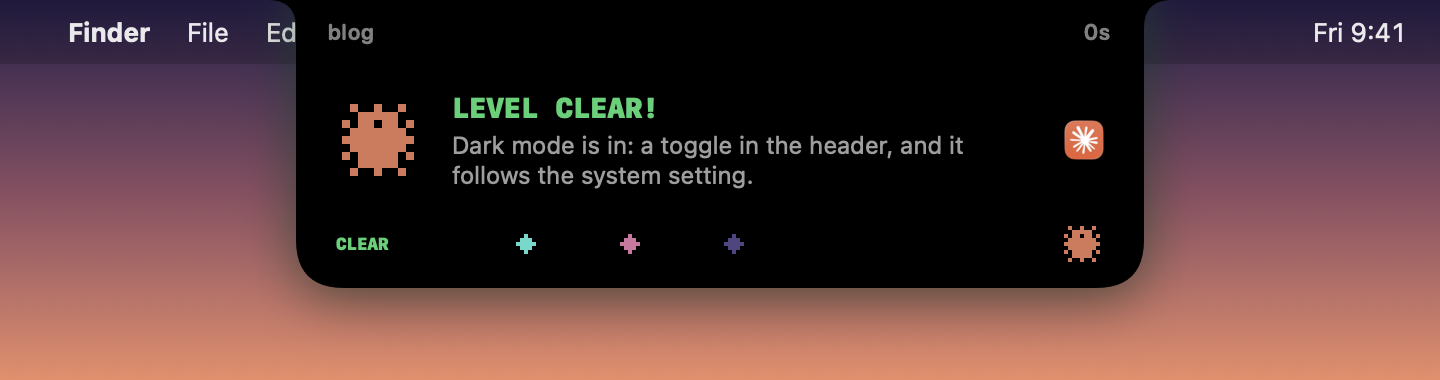 Finder File Ed
blog 0s
Fri 9:41
LEVEL CLEAR!
Dark mode is in: a toggle in the header, and it
follows the system setting.
CLEAR